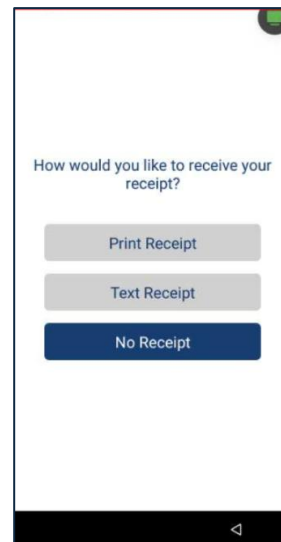 How would you like to receive your
receipt?
Print Receipt
Text Receipt
No Receipt